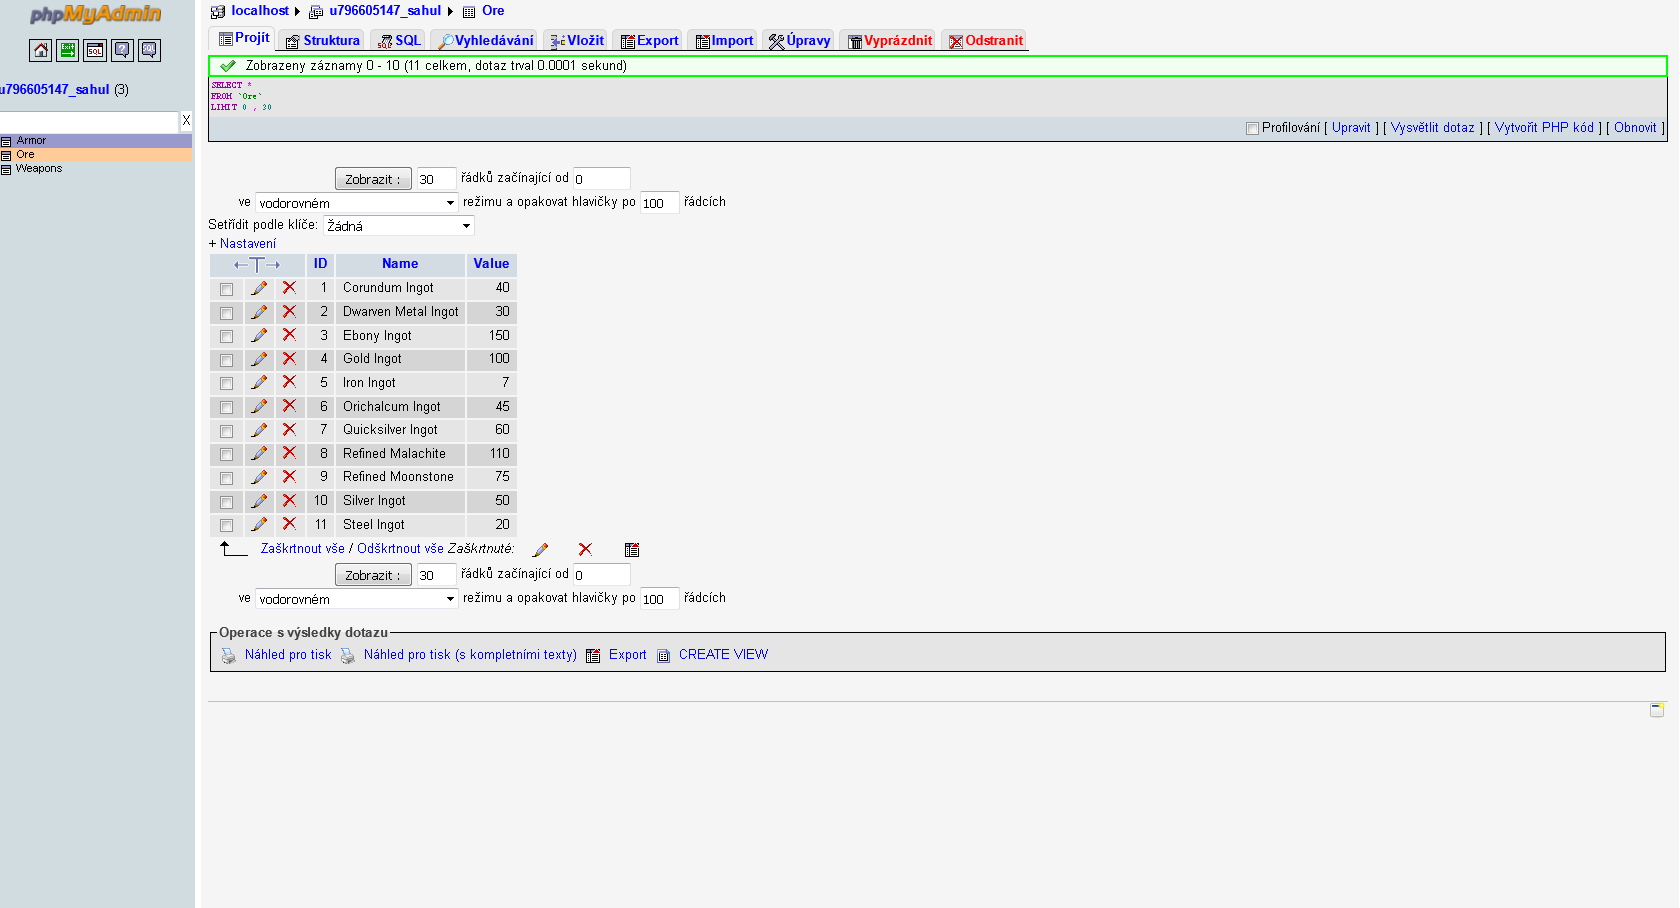 phpMyAdmin
u796605147_sahul (3)
X
Armor
Ore
Weapons
localhost u796605147_sahul Ore
Projít Struktura SQL Vyhledávání Vložit Export Import Úpravy Vyprázdnit Odstranit
Zobrazeny záznamy 0 - 10 (11 celkem, dotaz trval 0.0001 sekund)
SELECT *
FROM `Ore`
LIMIT 0 , 30
Profilování [ Upravit ] [ Vysvětlit dotaz ] [ Vytvořit PHP kód ] [ Obnovit ]
Zobrazit : 30 řádků začínající od 0
ve vodorovném režimu a opakovat hlavičky po 100 řádcích
Setřídit podle klíče: Žádná
+ Nastavení
←T→ ID Name Value
1 Corundum Ingot 40
2 Dwarven Metal Ingot 30
3 Ebony Ingot 150
4 Gold Ingot 100
5 Iron Ingot 7
6 Orichalcum Ingot 45
7 Quicksilver Ingot 60
8 Refined Malachite 110
9 Refined Moonstone 75
10 Silver Ingot 50
11 Steel Ingot 20
Zaškrtnout vše / Odškrtnout vše Zaškrtnuté:
Zobrazit : 30 řádků začínající od 0
ve vodorovném režimu a opakovat hlavičky po 100 řádcích
Operace s výsledky dotazu
Náhled pro tisk Náhled pro tisk (s kompletními texty) Export CREATE VIEW